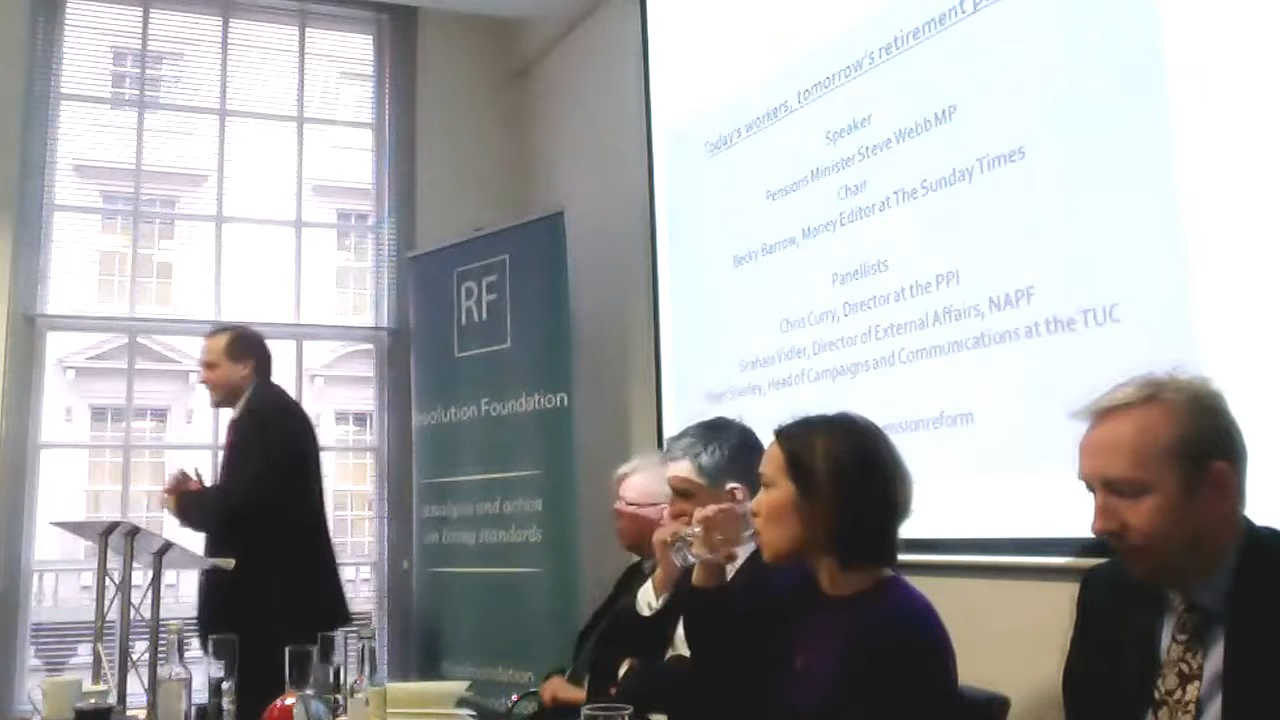 Today's workers, tomorrow's retirement
Speaker
Pensions Minister Steve Webb MP
Chair
Becky Barrow, Money Editor at The Sunday Times
Panellists
Chris Curry, Director at the PPI
Graham Vidler, Director of External Affairs, NAPF
Head of Campaigns and Communications at the TUC
ensionreform
RF
esolution Foundation
Analysis and action
on living standards